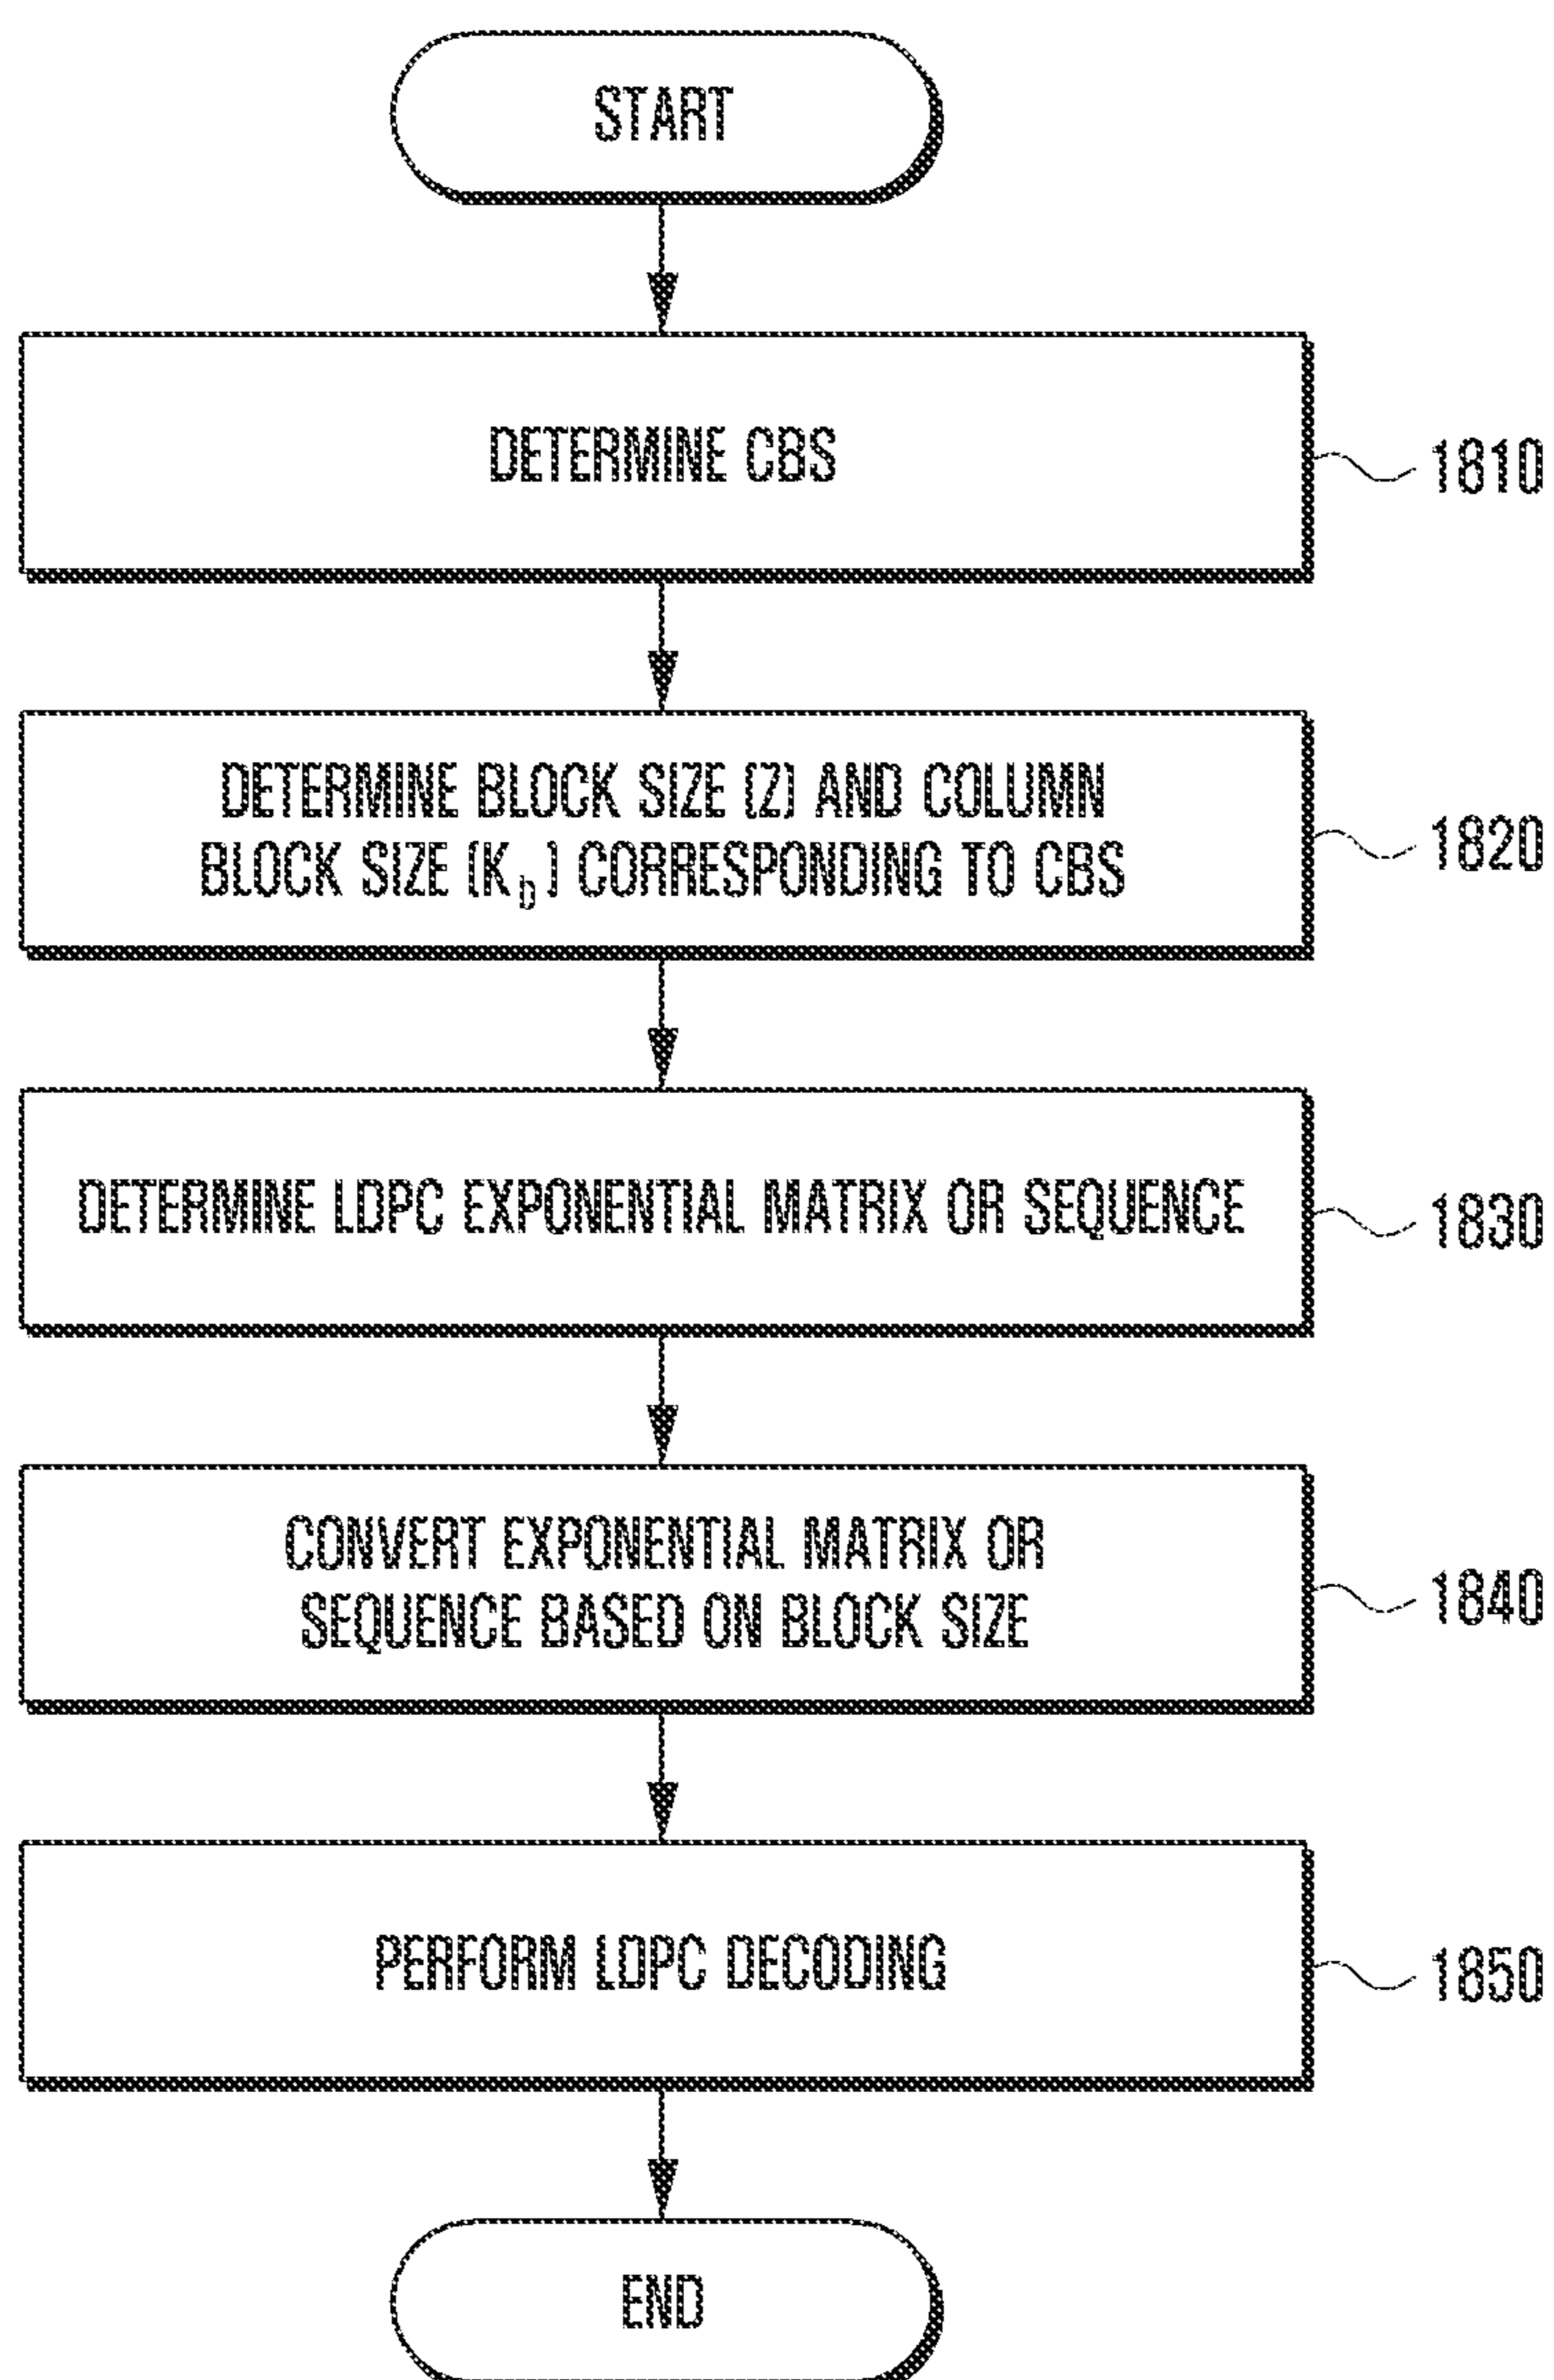 START
DETERMINE CBS
1810
DETERMINE BLOCK SIZE (Z) AND COLUMN
BLOCK SIZE (Kb) CORRESPONDING TO CBS
1820
DETERMINE LDPC EXPONENTIAL MATRIX OR SEQUENCE
1830
CONVERT EXPONENTIAL MATRIX OR
SEQUENCE BASED ON BLOCK SIZE
1840
PERFORM LDPC DECODING
1850
END